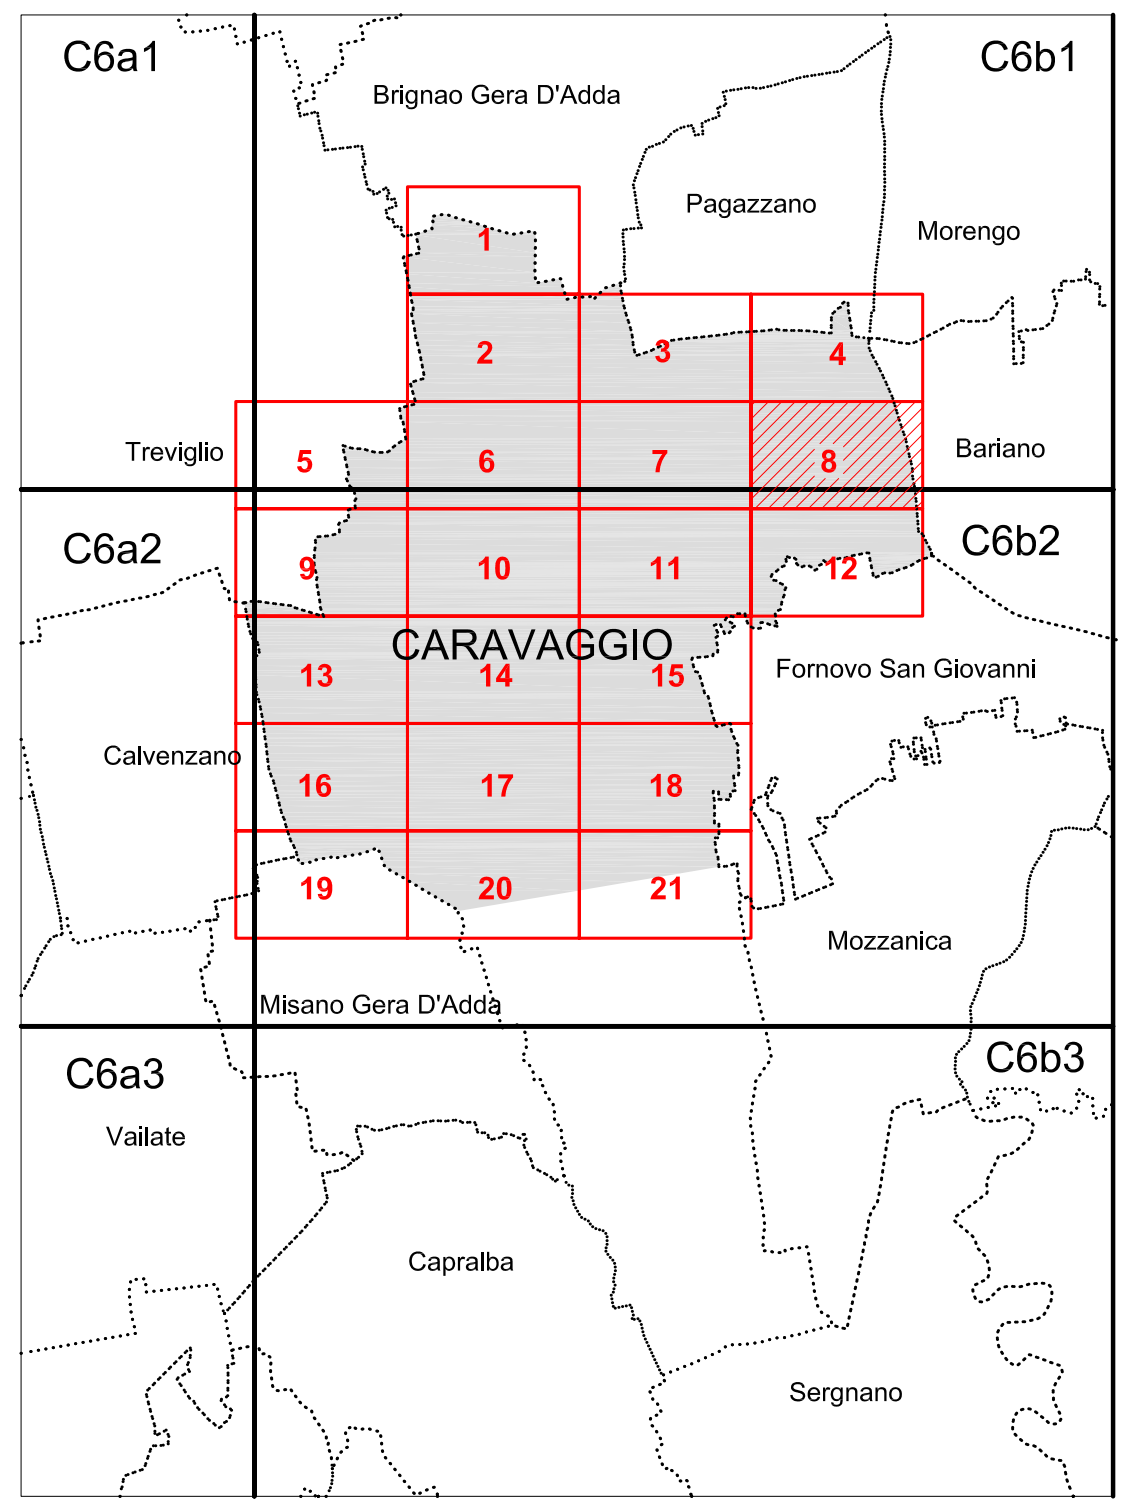 C6a1
C6b1
Brignao Gera D'Adda
Pagazzano
Morengo
1
2
3
4
Treviglio
5
6
7
8
Bariano
C6a2
C6b2
9
10
11
12
CARAVAGGIO
13
14
15
Fornovo San Giovanni
Calvenzano
16
17
18
19
20
21
Mozzanica
Misano Gera D'Adda
C6a3
C6b3
Vailate
Capralba
Sergnano